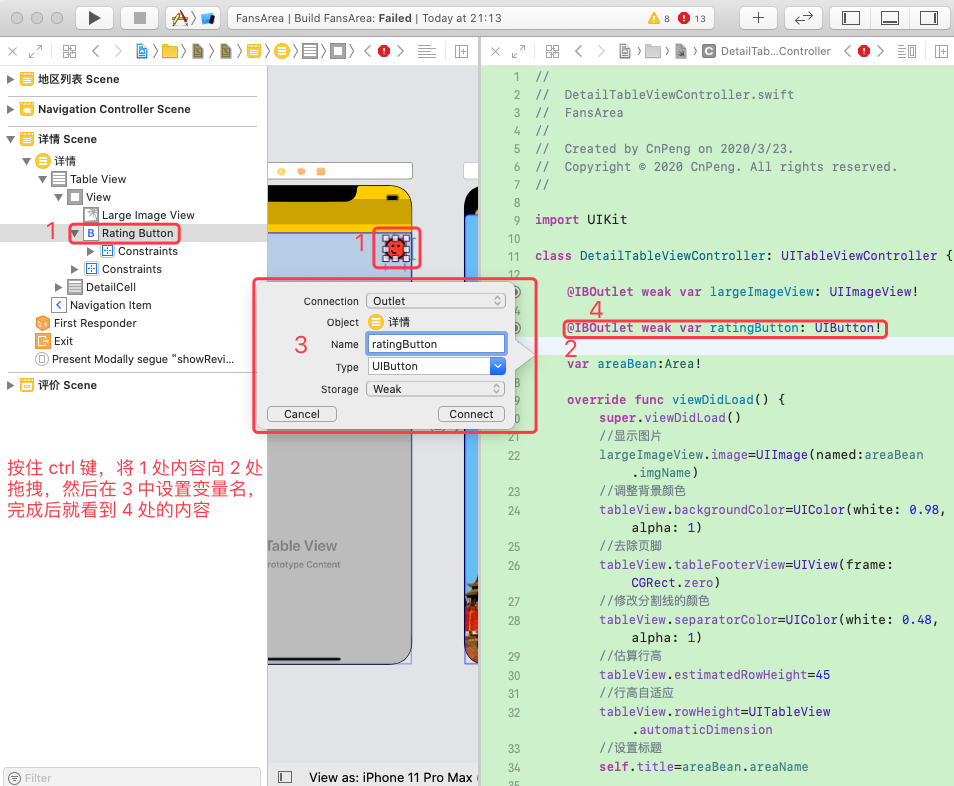 FansArea | Build FansArea: Failed | Today at 21:13
8
13
DetailTab...Controller
地区列表 Scene
Navigation Controller Scene
详情 Scene
详情
Table View
View
Large Image View
1
B Rating Button
Constraints
Constraints
DetailCell
Navigation Item
First Responder
Exit
Present Modally segue “showRevi...
评价 Scene
按住 ctrl 键，将 1 处内容向 2 处
拖拽，然后在 3 中设置变量名，
完成后就看到 4 处的内容
Filter
1
3
Connection Outlet
Object 详情
Name ratingButton
Type UIButton
Storage Weak
Cancel Connect
Table View
rototype Content
View as: iPhone 11 Pro Max (
1 //
2 // DetailTableViewController.swift
3 // FansArea
4 //
5 // Created by CnPeng on 2020/3/23.
6 // Copyright © 2020 CnPeng. All rights reserved.
7 //
8
9 import UIKit
10
11 class DetailTableViewController: UITableViewController {
12
@IBOutlet weak var largeImageView: UIImageView!
4
4
@IBOutlet weak var ratingButton: UIButton!
2
var areaBean:Area!
8
9 override func viewDidLoad() {
20 super.viewDidLoad()
21 //显示图片
22 largeImageView.image=UIImage(named:areaBean
.imgName)
23 //调整背景颜色
24 tableView.backgroundColor=UIColor(white: 0.98,
alpha: 1)
25 //去除页脚
26 tableView.tableFooterView=UIView(frame:
CGRect.zero)
27 //修改分割线的颜色
28 tableView.separatorColor=UIColor(white: 0.48,
alpha: 1)
29 //估算行高
30 tableView.estimatedRowHeight=45
31 //行高自适应
32 tableView.rowHeight=UITableView
.automaticDimension
33 //设置标题
34 self.title=areaBean.areaName